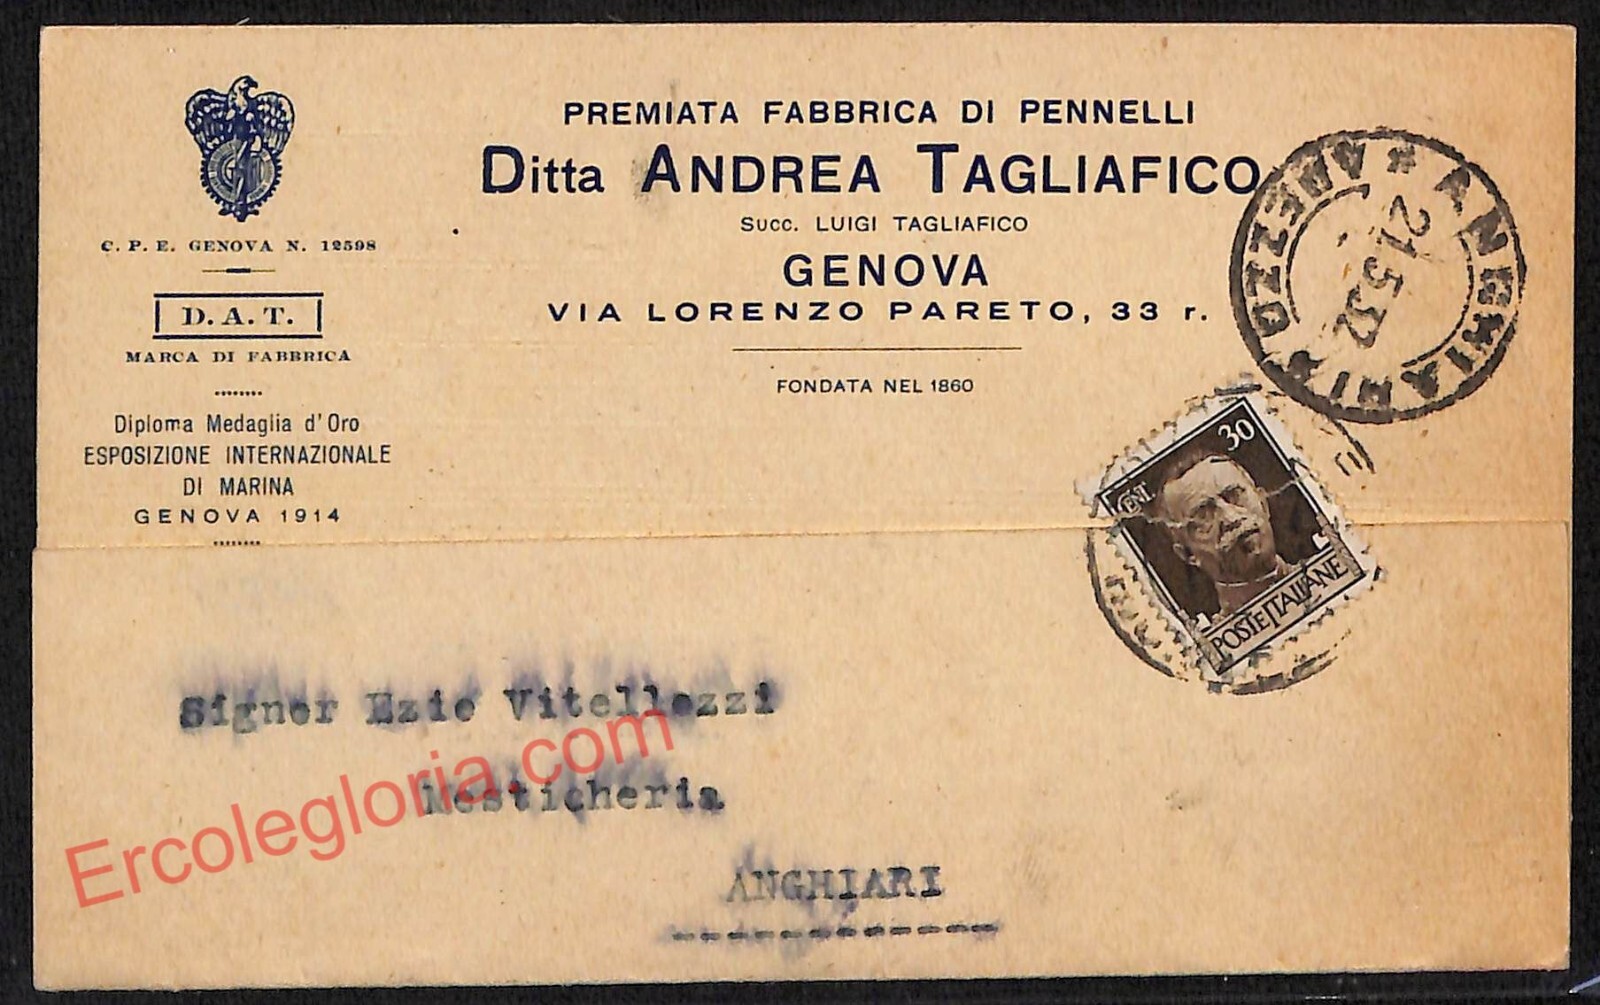 C. P. E. GENOVA N. 12598
D. A. T.
MARCA DI FABBRICA
Diploma Medaglia d'Oro
ESPOSIZIONE INTERNAZIONALE
DI MARINA
GENOVA 1914
PREMIATA FABBRICA DI PENNELLI
Ditta ANDREA TAGLIAFICO
Succ. LUIGI TAGLIAFICO
GENOVA
VIA LORENZO PARETO, 33 r.
FONDATA NEL 1860
* ANGHIARI * AREZZO
21.5.32
30
CENT.
POSTE ITALIANE
Signor Ezio Vitellozzi
Mesticheria
ANGHIARI
Ercolegloria.com